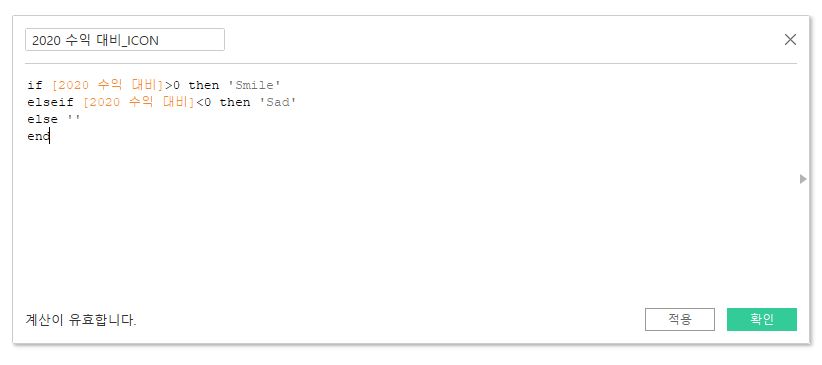 2020 수익 대비_ICON
if [2020 수익 대비]>0 then 'Smile'
elseif [2020 수익 대비]<0 then 'Sad'
else ''
end
계산이 유효합니다.
적용
확인